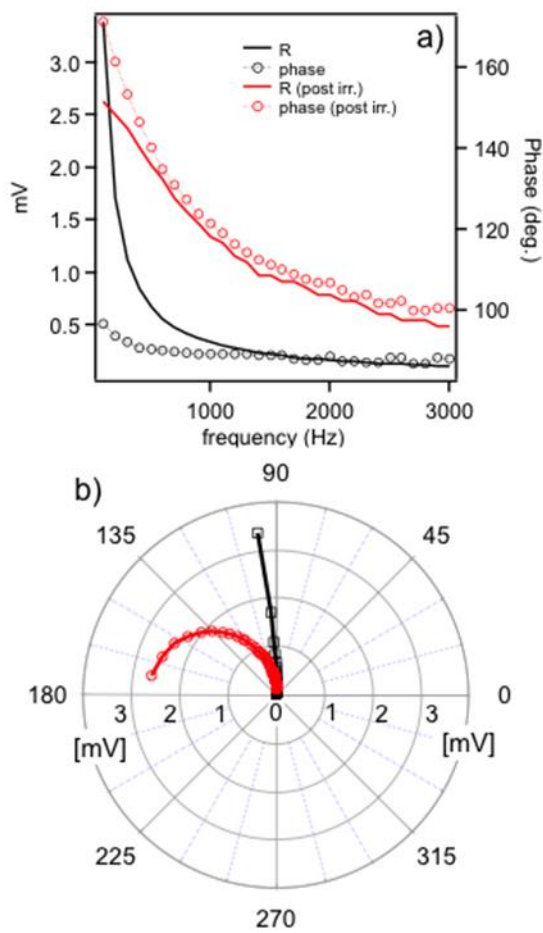 a)
R
phase
R (post irr.)
phase (post irr.)
3.0
2.5
2.0
1.5
1.0
0.5
mV
160
140
120
100
Phase (deg.)
1000 2000 3000
frequency (Hz)
b)
90
135 45
180 3 2 1 0 1 2 3 0
[mV] [mV]
225 315
270